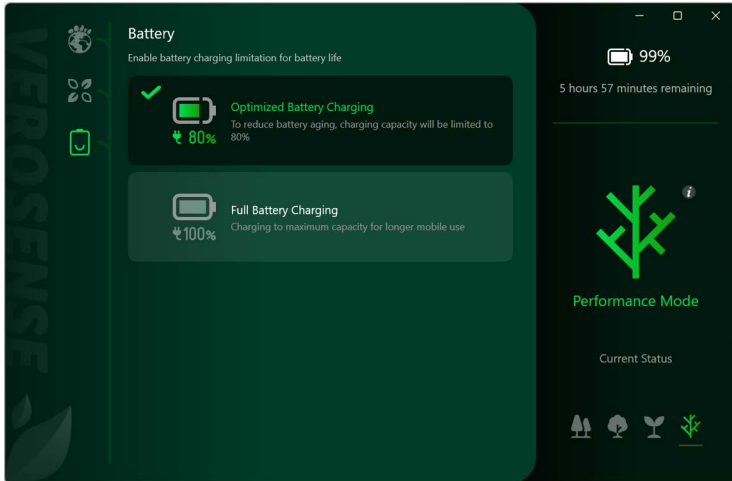 VEROSENSE
Battery
Enable battery charging limitation for battery life
80%
Optimized Battery Charging
To reduce battery aging, charging capacity will be limited to
80%
100%
Full Battery Charging
Charging to maximum capacity for longer mobile use
99%
5 hours 57 minutes remaining
i
Performance Mode
Current Status